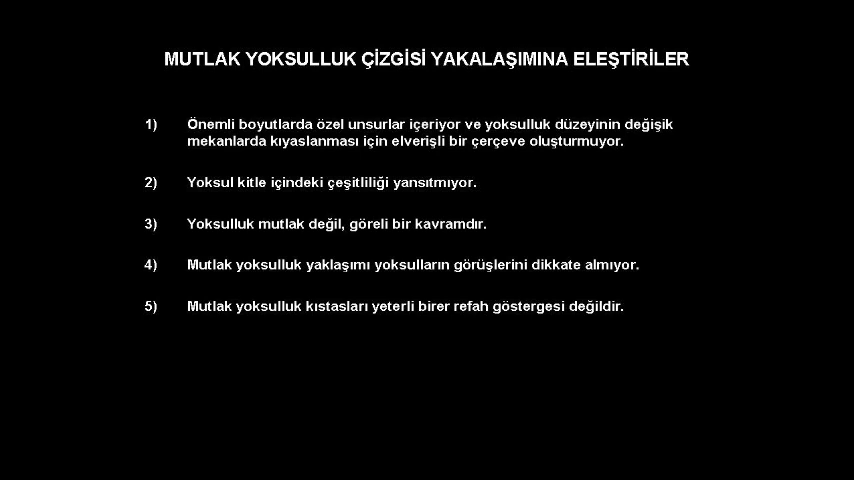 MUTLAK YOKSULLUK ÇİZGİSİ YAKALAŞIMINA ELEŞTİRİLER
1) Önemli boyutlarda özel unsurlar içeriyor ve yoksulluk düzeyinin değişik
mekanlarda kıyaslanması için elverişli bir çerçeve oluşturmuyor.
2) Yoksul kitle içindeki çeşitliliği yansıtmıyor.
3) Yoksulluk mutlak değil, göreli bir kavramdır.
4) Mutlak yoksulluk yaklaşımı yoksulların görüşlerini dikkate almıyor.
5) Mutlak yoksulluk kıstasları yeterli birer refah göstergesi değildir.